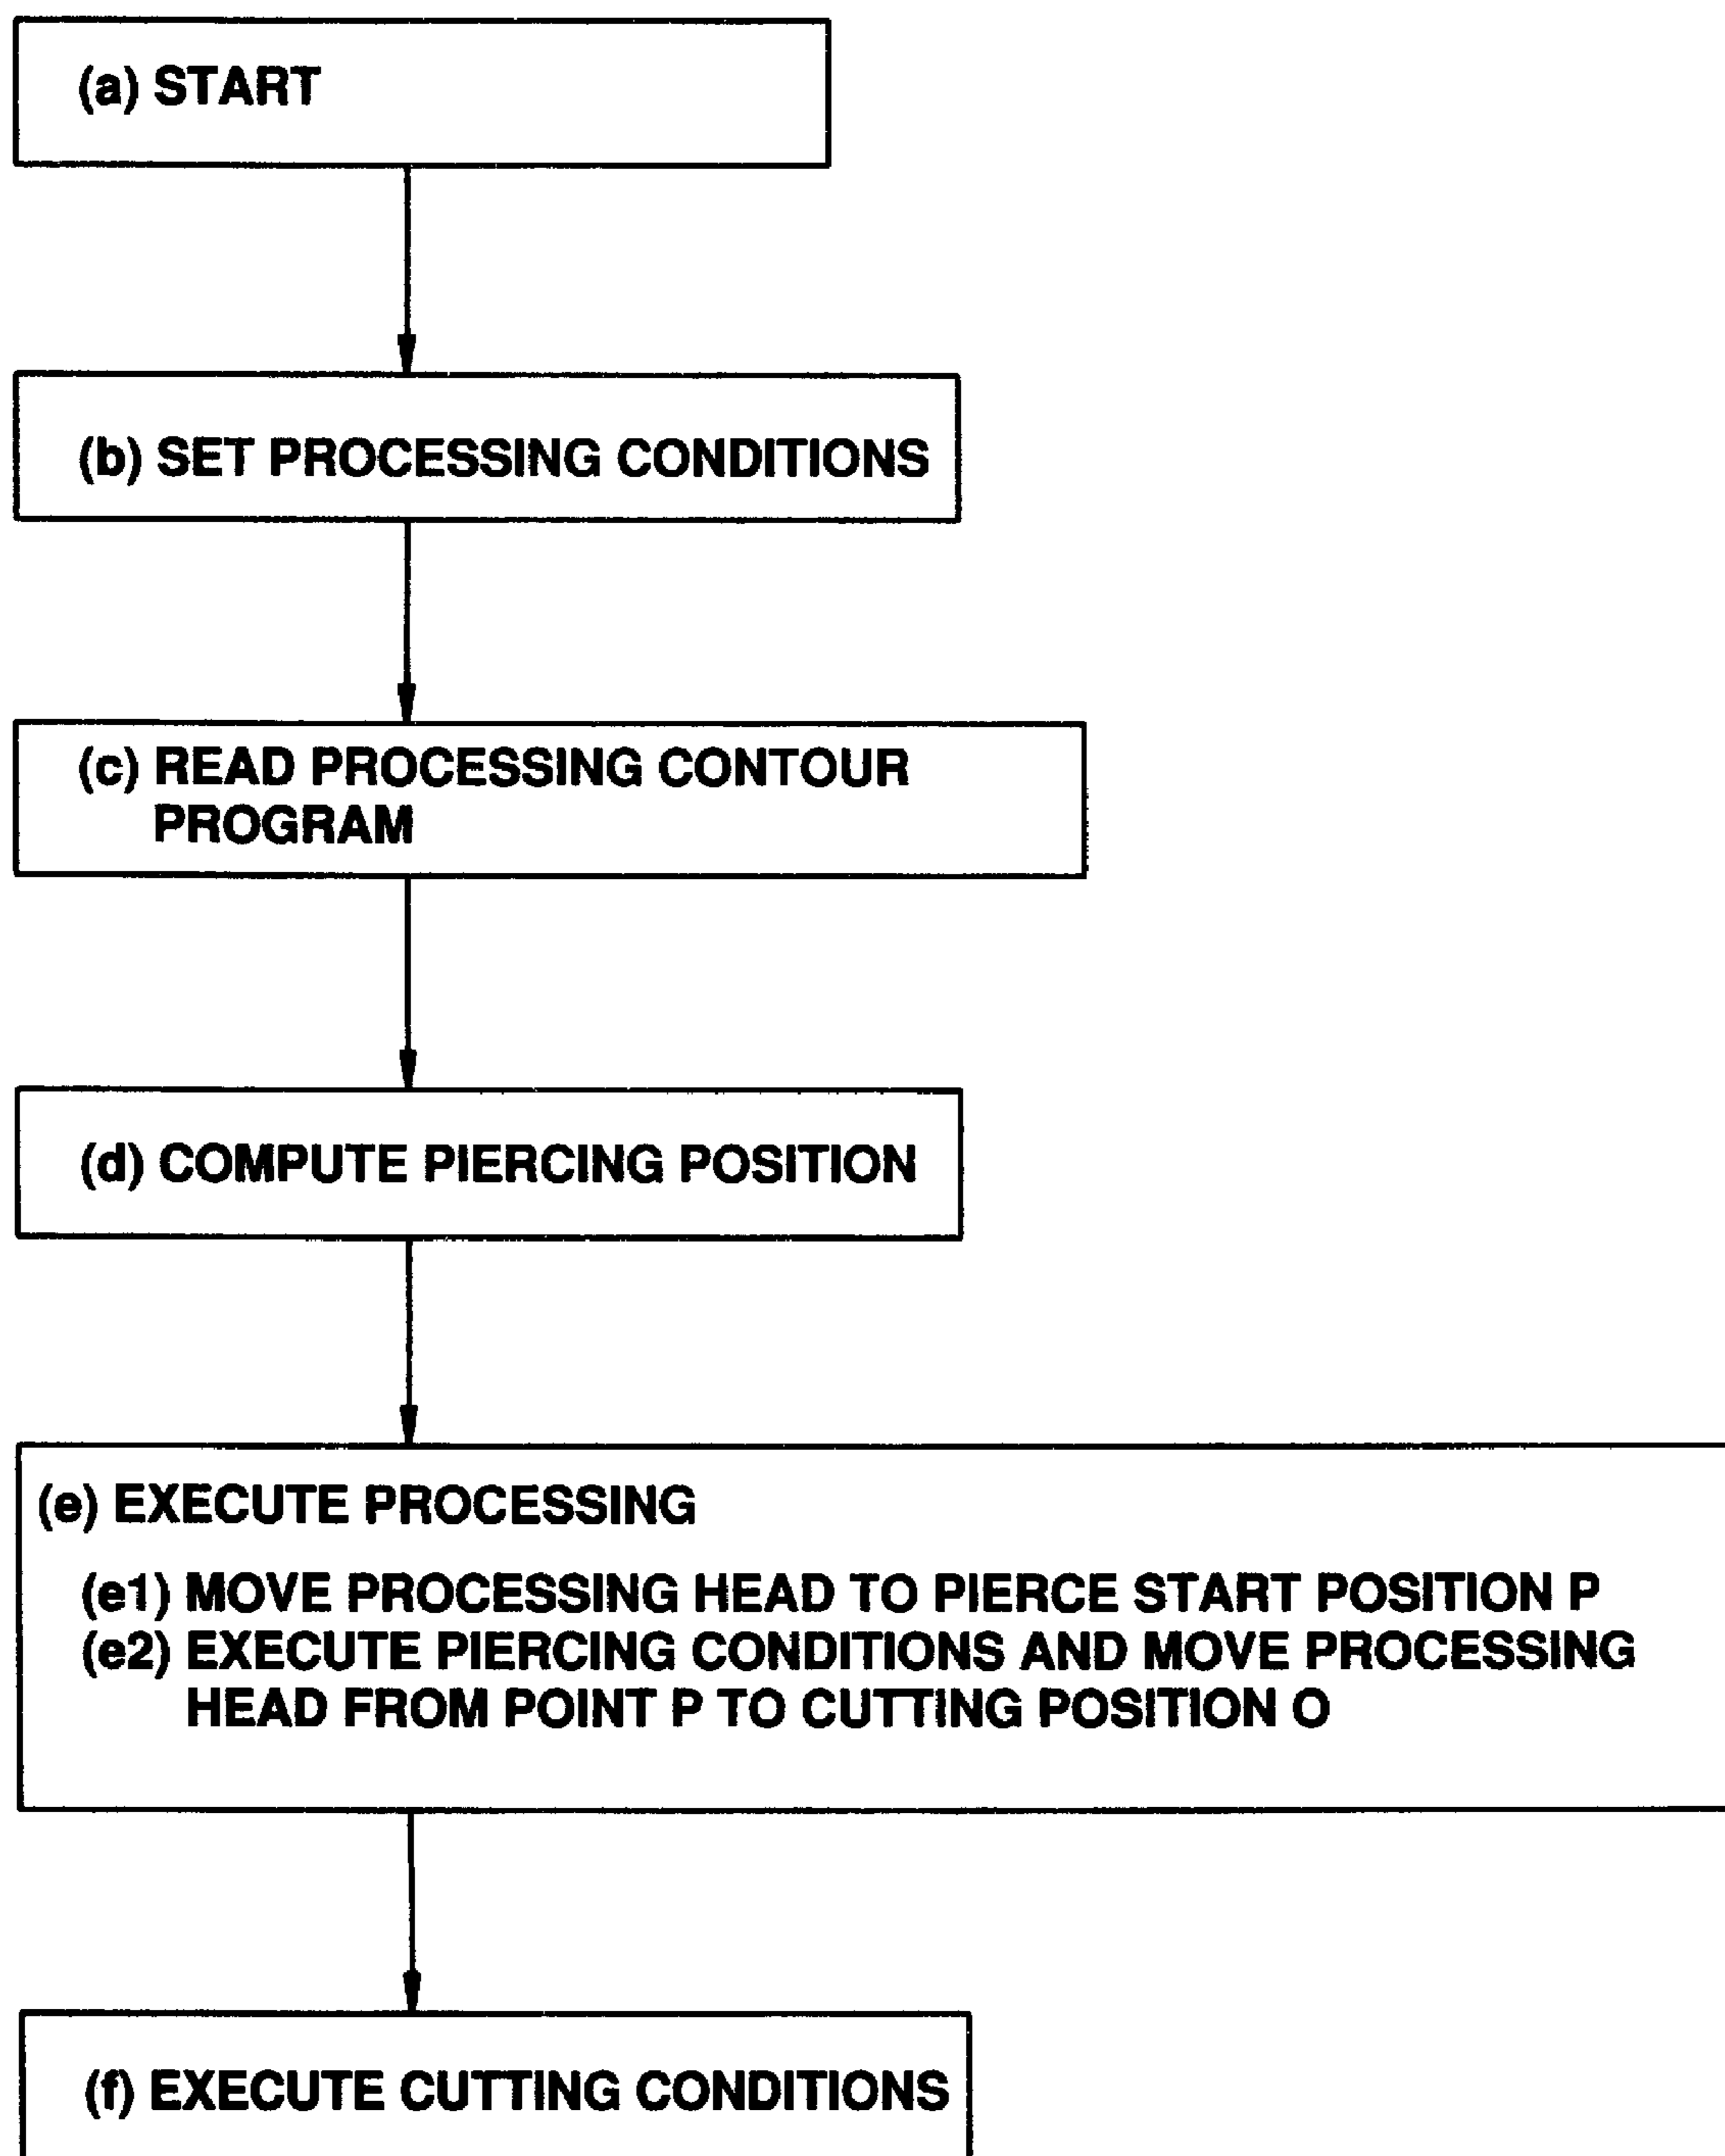 (a) START
(b) SET PROCESSING CONDITIONS
(c) READ PROCESSING CONTOUR
PROGRAM
(d) COMPUTE PIERCING POSITION
(e) EXECUTE PROCESSING
(e1) MOVE PROCESSING HEAD TO PIERCE START POSITION P
(e2) EXECUTE PIERCING CONDITIONS AND MOVE PROCESSING
HEAD FROM POINT P TO CUTTING POSITION O
(f) EXECUTE CUTTING CONDITIONS